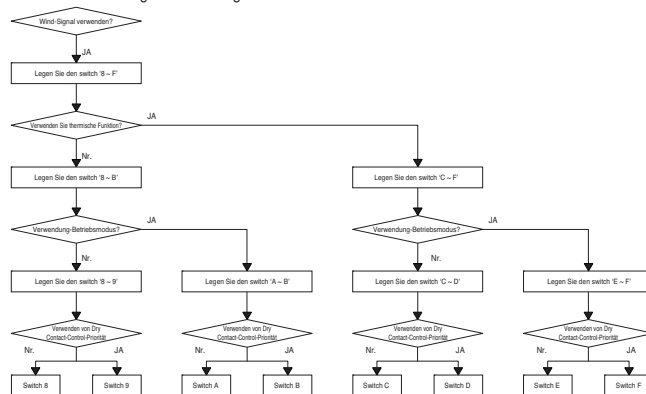 Wind-Signal verwenden?
JA
Legen Sie den switch ‘8 ~ F’
Verwenden Sie thermische Funktion?
JA
Nr.
Legen Sie den switch ‘8 ~ B’
Legen Sie den switch ‘C ~ F’
Verwendung-Betriebsmodus?
JA
Verwendung-Betriebsmodus?
JA
Nr.
Nr.
Legen Sie den switch ‘8 ~ 9’
Legen Sie den switch ‘A ~ B’
Legen Sie den switch ‘C ~ D’
Legen Sie den switch ‘E ~ F’
Verwenden von Dry
Contact-Control-Priorität
Verwenden von Dry
Contact-Control-Priorität
Verwenden von Dry
Contact-Control-Priorität
Verwenden von Dry
Contact-Control-Priorität
Nr.
JA
Nr.
JA
Nr.
JA
Nr.
JA
Switch 8
Switch 9
Switch A
Switch B
Switch C
Switch D
Switch E
Switch F